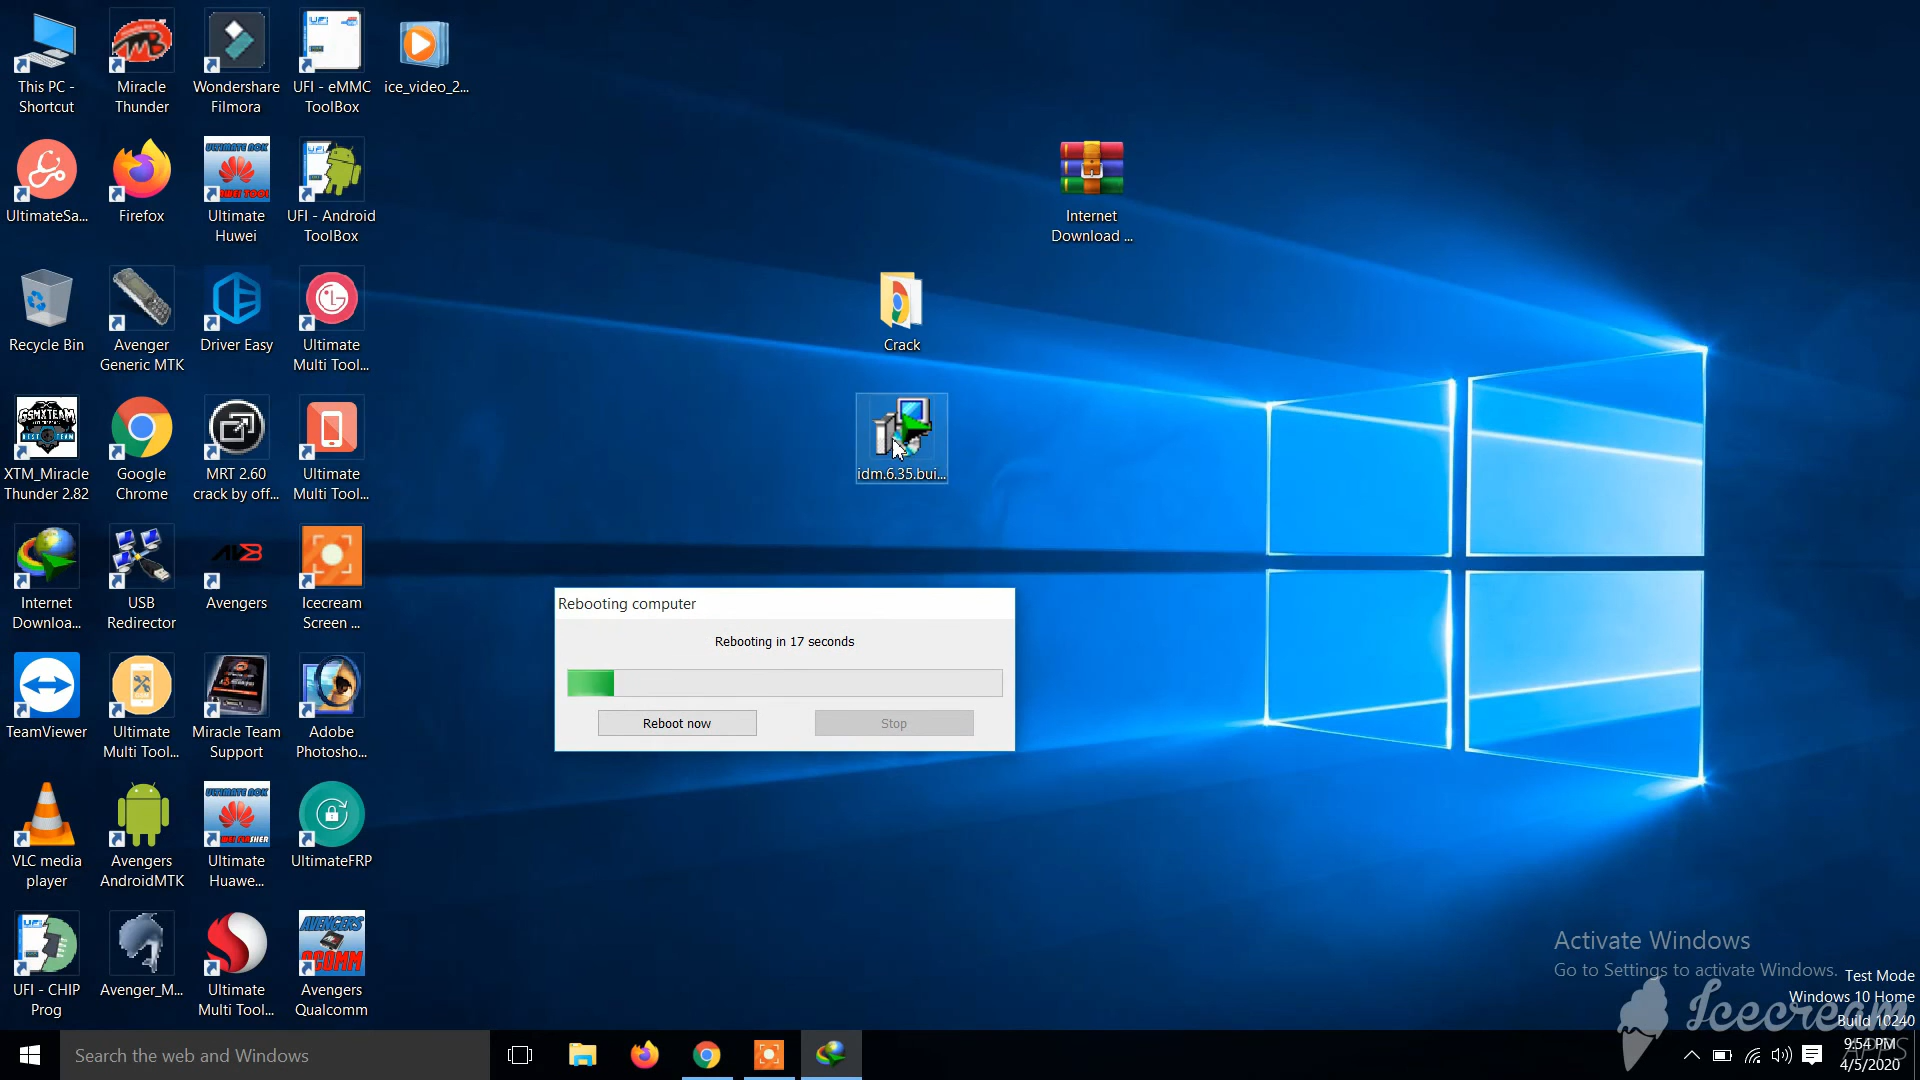 This PC -
Shortcut
Miracle
Thunder
Wondershare
Filmora
UFI - eMMC
ToolBox
ice_video_2...
UltimateSa...
Firefox
Ultimate
Huwei
UFI - Android
ToolBox
Internet
Download ...
Recycle Bin
Avenger
Generic MTK
Driver Easy
Ultimate
Multi Tool...
Crack
XTM_Miracle
Thunder 2.82
Google
Chrome
MRT 2.60
crack by off...
Ultimate
Multi Tool...
idm.6.35.bui...
Internet
Downloa...
USB
Redirector
Avengers
Icecream
Screen ...
Rebooting computer
Rebooting in 17 seconds
Reboot now
Stop
TeamViewer
Ultimate
Multi Tool...
Miracle Team
Support
Adobe
Photosho...
VLC media
player
Avengers
AndroidMTK
Ultimate
Huawe...
UltimateFRP
UFI - CHIP
Prog
Avenger_M...
Ultimate
Multi Tool...
Avengers
Qualcomm
Activate Windows
Go to Settings to activate Windows.
Test Mode
Windows 10 Home
Build 10240
Icecream
APPS
Search the web and Windows
9:54 PM
4/5/2020